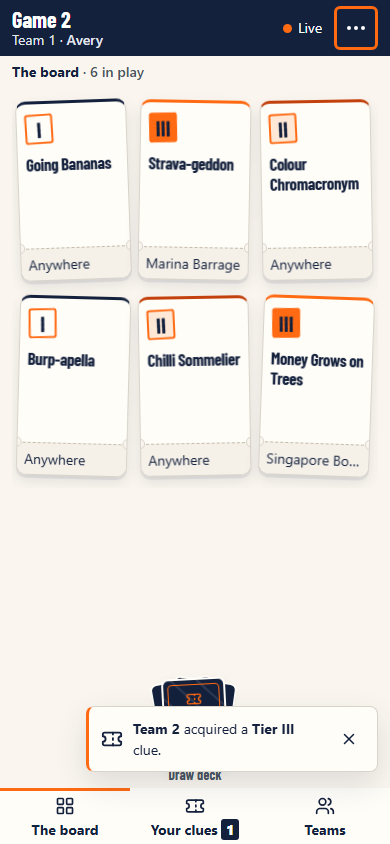 Game 2
Team 1 · Avery
Live
The board · 6 in play
I
Going Bananas
Anywhere
III
Strava-geddon
Marina Barrage
II
Colour
Chromacronym
Anywhere
I
Burp-apella
Anywhere
II
Chilli Sommelier
Anywhere
III
Money Grows on
Trees
Singapore Bo...
Team 2 acquired a Tier III
clue.
Draw deck
The board
Your clues 1
Teams